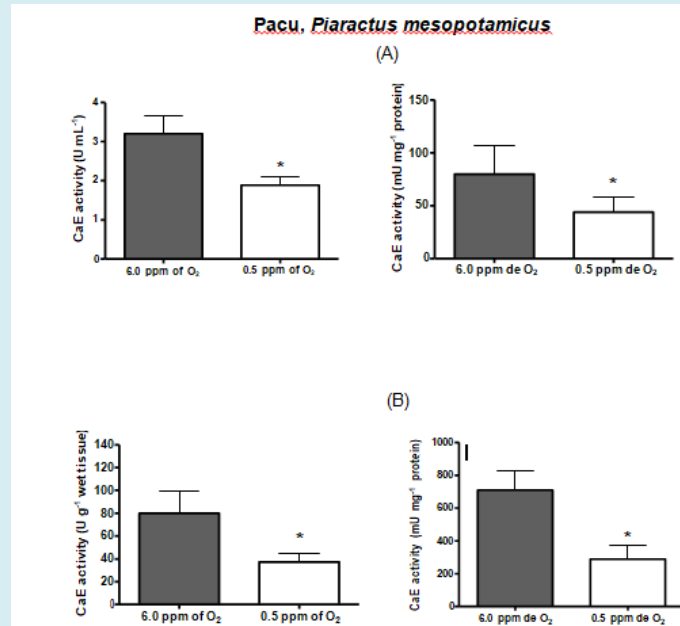 Pacu, Piaractus mesopotamicus
(A)
CaE activity (U mL⁻¹)
4
3
2
1
0
*
6.0 ppm of O₂
0.5 ppm of O₂
CaE activity (mU mg⁻¹ protein)
150
100
50
0
*
6.0 ppm de O₂
0.5 ppm de O₂
(B)
CaE activity (U g⁻¹ wet tissue)
140
120
100
80
60
40
20
0
*
6.0 ppm of O₂
0.5 ppm of O₂
CaE activity (mU mg⁻¹ protein)
1000
800
600
400
200
0
*
6.0 ppm de O₂
0.5 ppm de O₂